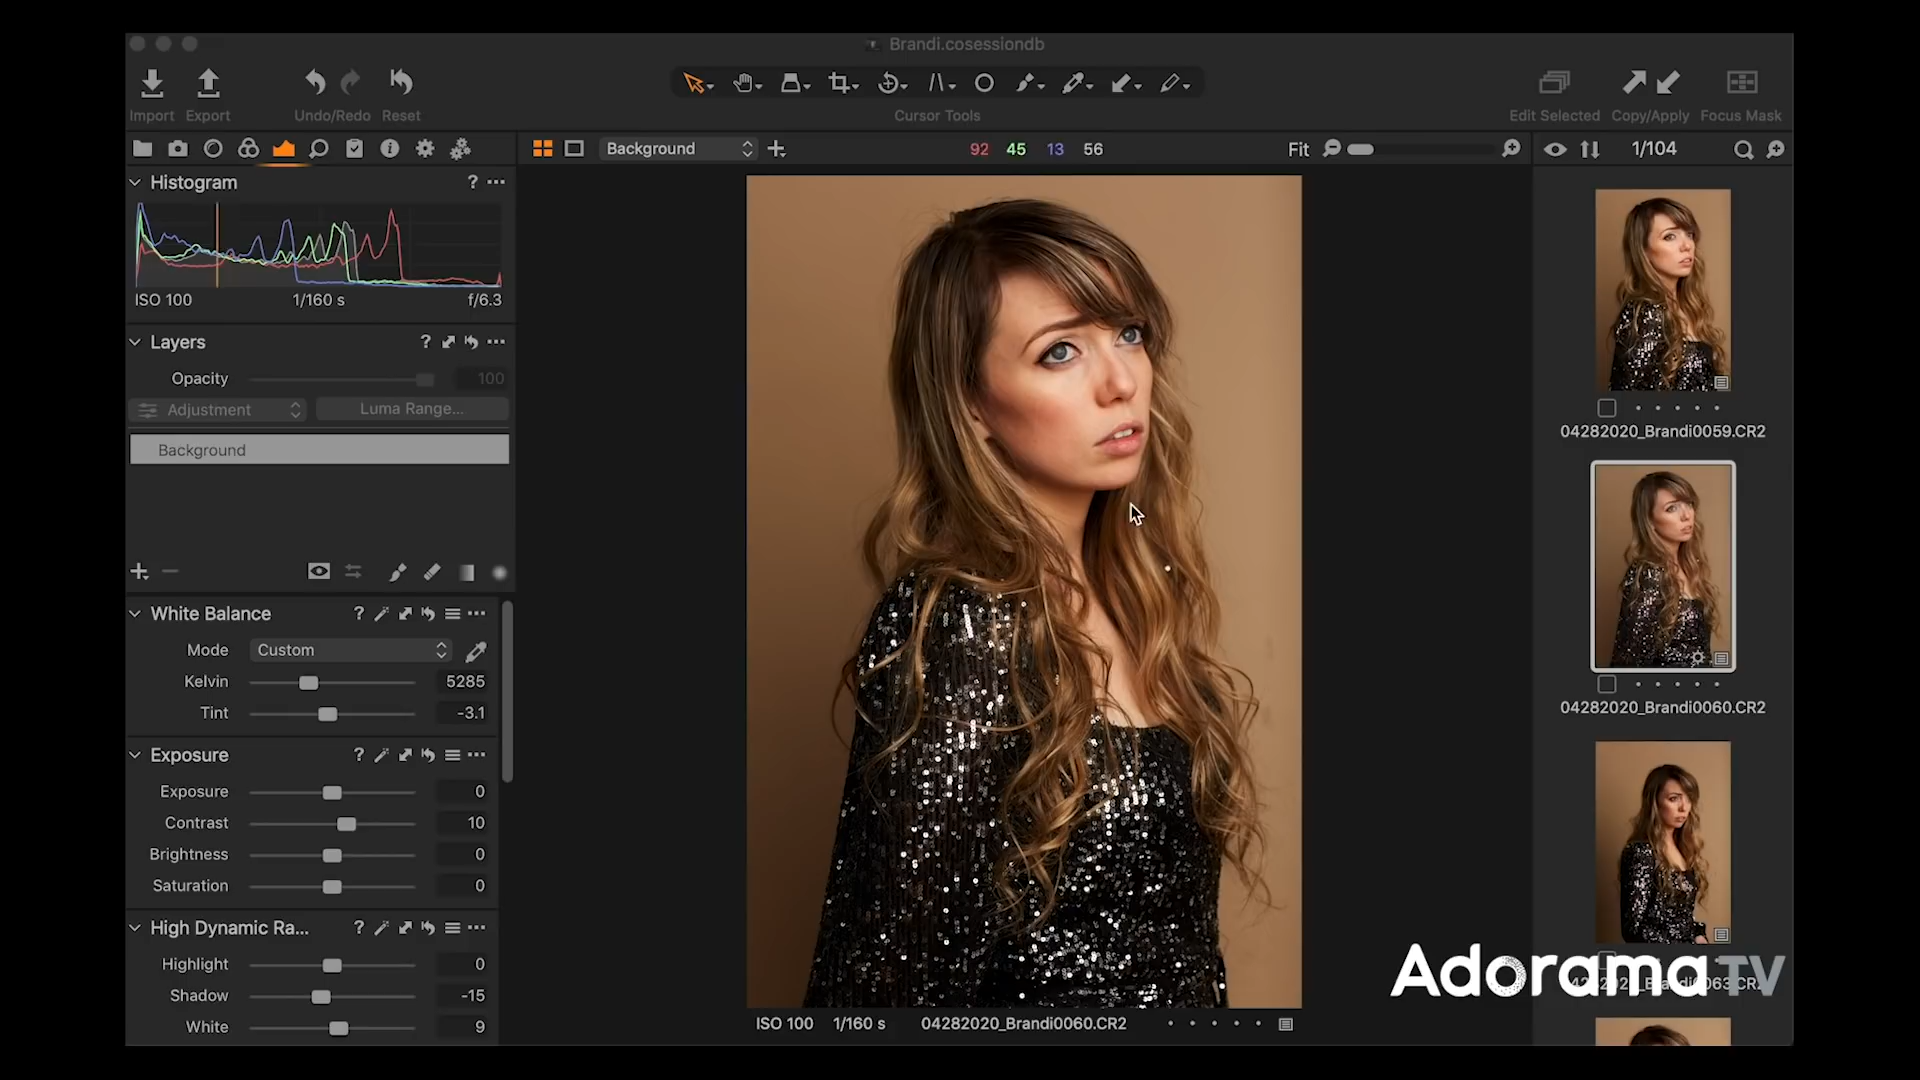 Brandi.cosessiondb
Import Export Undo/Redo Reset Cursor Tools Edit Selected Copy/Apply Focus Mask
Background 92 45 13 56 Fit 1/104
Histogram ?
ISO 100 1/160 s f/6.3
Layers ?
Opacity 100
Adjustment Luma Range...
Background
White Balance ?
Mode Custom
Kelvin 5285
Tint -3.1
Exposure ?
Exposure 0
Contrast 10
Brightness 0
Saturation 0
High Dynamic Ra... ?
Highlight 0
Shadow -15
White 9
ISO 100 1/160 s 04282020_Brandi0060.CR2
04282020_Brandi0059.CR2
04282020_Brandi0060.CR2
Adorama TV